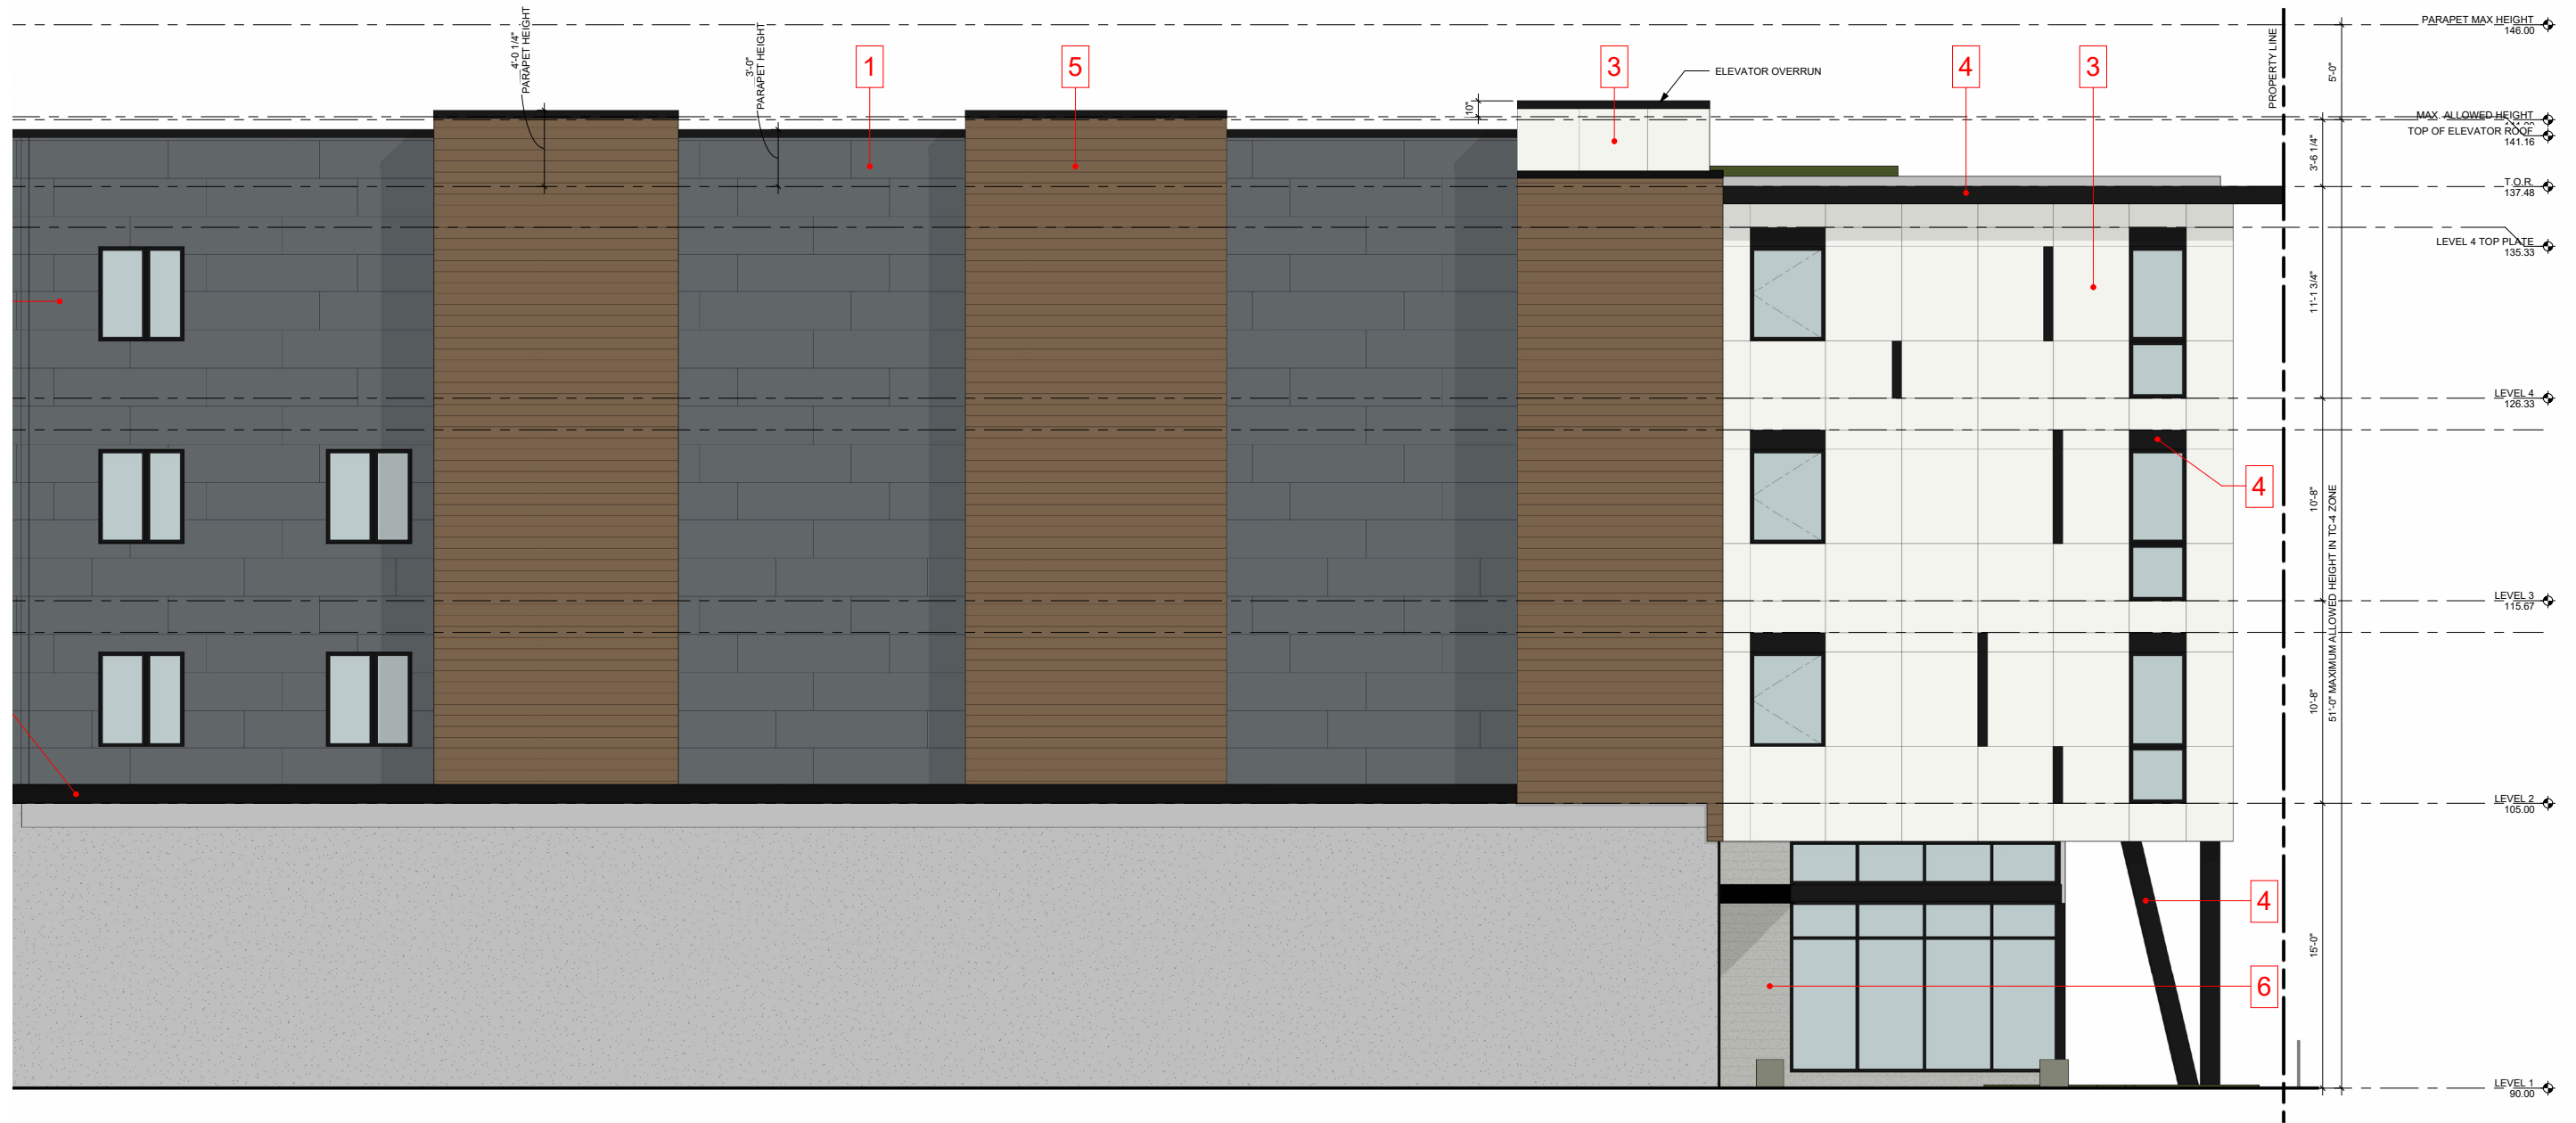 PARAPET MAX HEIGHT
146.00
4'-0 1/4"
PARAPET HEIGHT
3'-0"
PARAPET HEIGHT
1
5
3
ELEVATOR OVERRUN
4
3
PROPERTY LINE
5'-0"
10"
MAX. ALLOWED HEIGHT
TOP OF ELEVATOR ROOF
141.16
3'-6 1/4"
T.O.R.
137.48
LEVEL 4 TOP PLATE
135.33
11'-1 3/4"
LEVEL 4
126.33
4
10'-8"
51'-0" MAXIMUM ALLOWED HEIGHT IN TC-4 ZONE
LEVEL 3
115.67
10'-8"
LEVEL 2
105.00
4
15'-0"
6
LEVEL 1
90.00